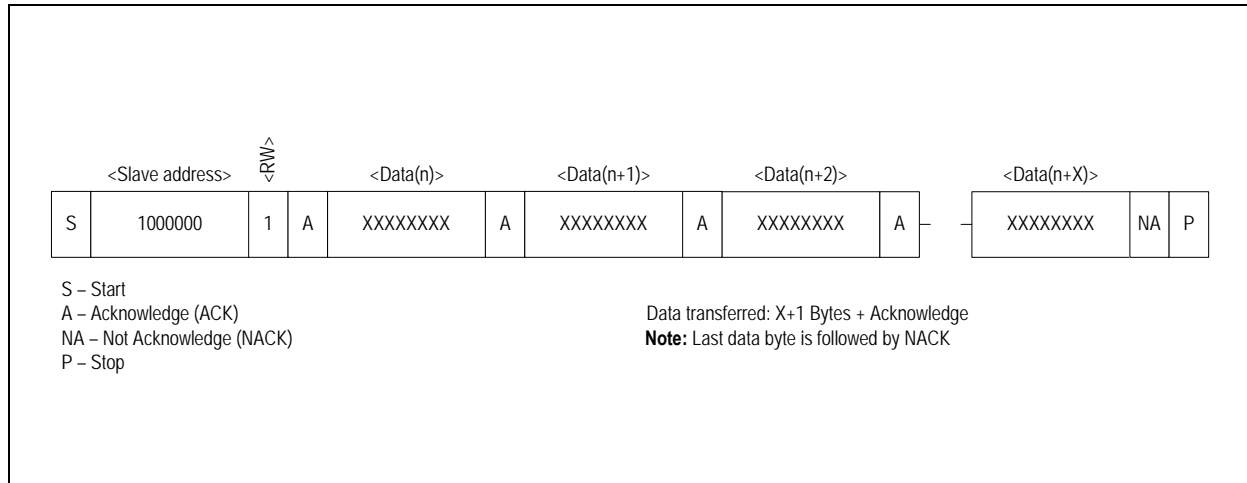 <RW>
<Slave address> <Data(n)> <Data(n+1)> <Data(n+2)> <Data(n+X)>
S 1000000 1 A XXXXXXXX A XXXXXXXX A XXXXXXXX A – – XXXXXXXX NA P
S – Start
A – Acknowledge (ACK) Data transferred: X+1 Bytes + Acknowledge
NA – Not Acknowledge (NACK) Note: Last data byte is followed by NACK
P – Stop